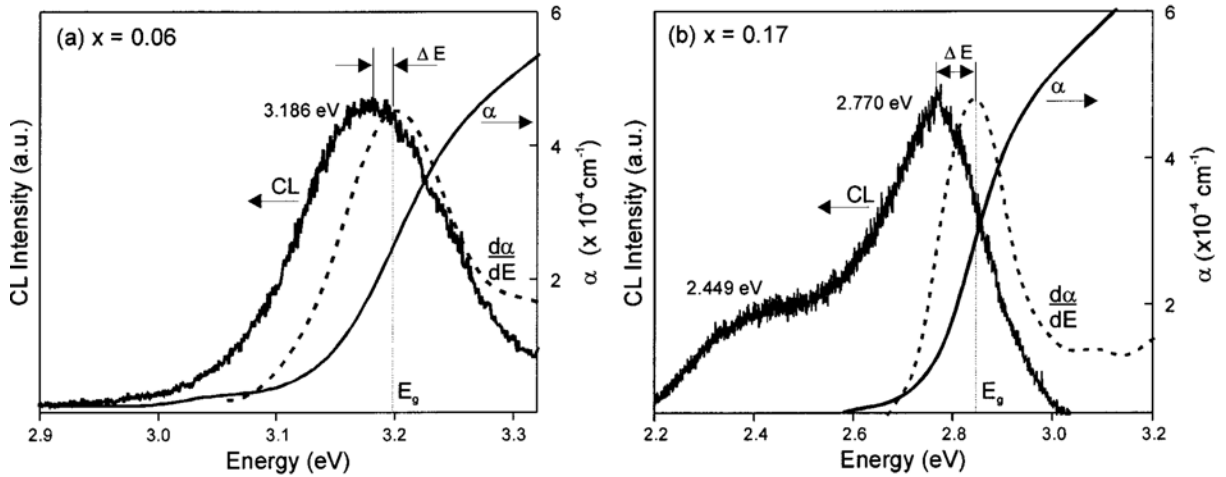 (a) x = 0.06
Δ E
3.186 eV
α
CL
dα
dE
E_g
CL Intensity (a.u.)
α (x 10⁻⁴ cm⁻¹)
6
4
2
2.9 3.0 3.1 3.2 3.3
Energy (eV)
(b) x = 0.17
Δ E
2.770 eV
α
CL
2.449 eV
dα
dE
E_g
CL Intensity (a.u.)
α (x10⁻⁴ cm⁻¹)
6
4
2
2.2 2.4 2.6 2.8 3.0 3.2
Energy (eV)